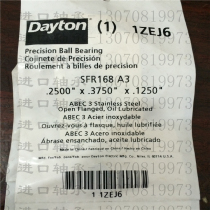 Dayton (1) 1ZEJ6
Precision Ball Bearing
Cojinete de Precisión
Roulement à billes de précision
SFR168 A3
.2500" x .3750" x .1250"
ABEC 3 Stainless Steel
Open Flanged, Oil Lubricated
ABEC 3 Acier inoxydable
Ouvrez-vous à flasque, huile lubrifiée
ABEC 3 Acero inoxidable
Abrase ensanchado, aceite lubricado
1 1ZEJ6